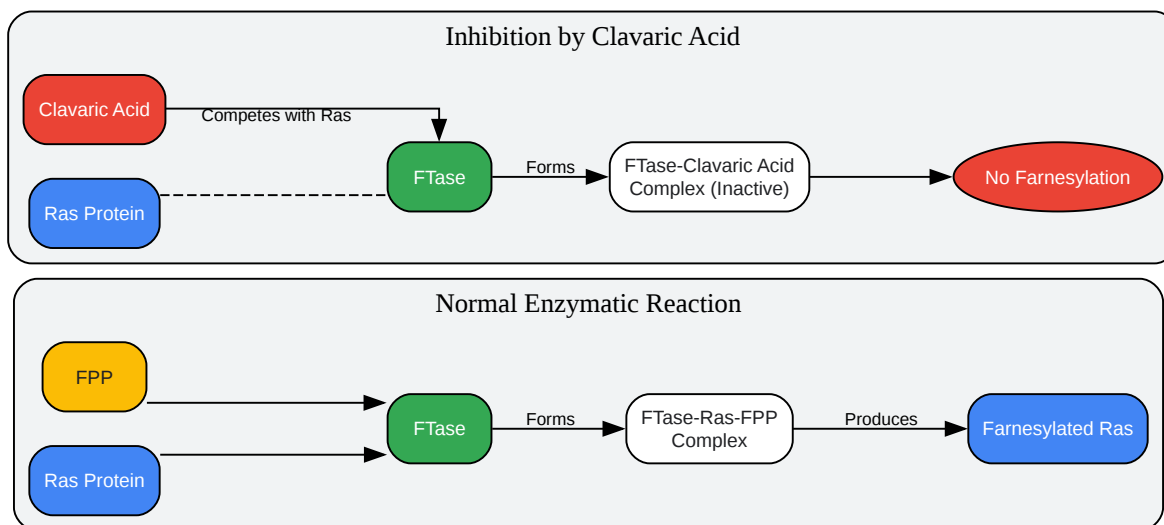 Inhibition by Clavaric Acid
Clavaric Acid
Competes with Ras
Ras Protein
FTase
Forms
FTase-Clavaric Acid
Complex (Inactive)
No Farnesylation
Normal Enzymatic Reaction
FPP
Ras Protein
FTase
Forms
FTase-Ras-FPP
Complex
Produces
Farnesylated Ras